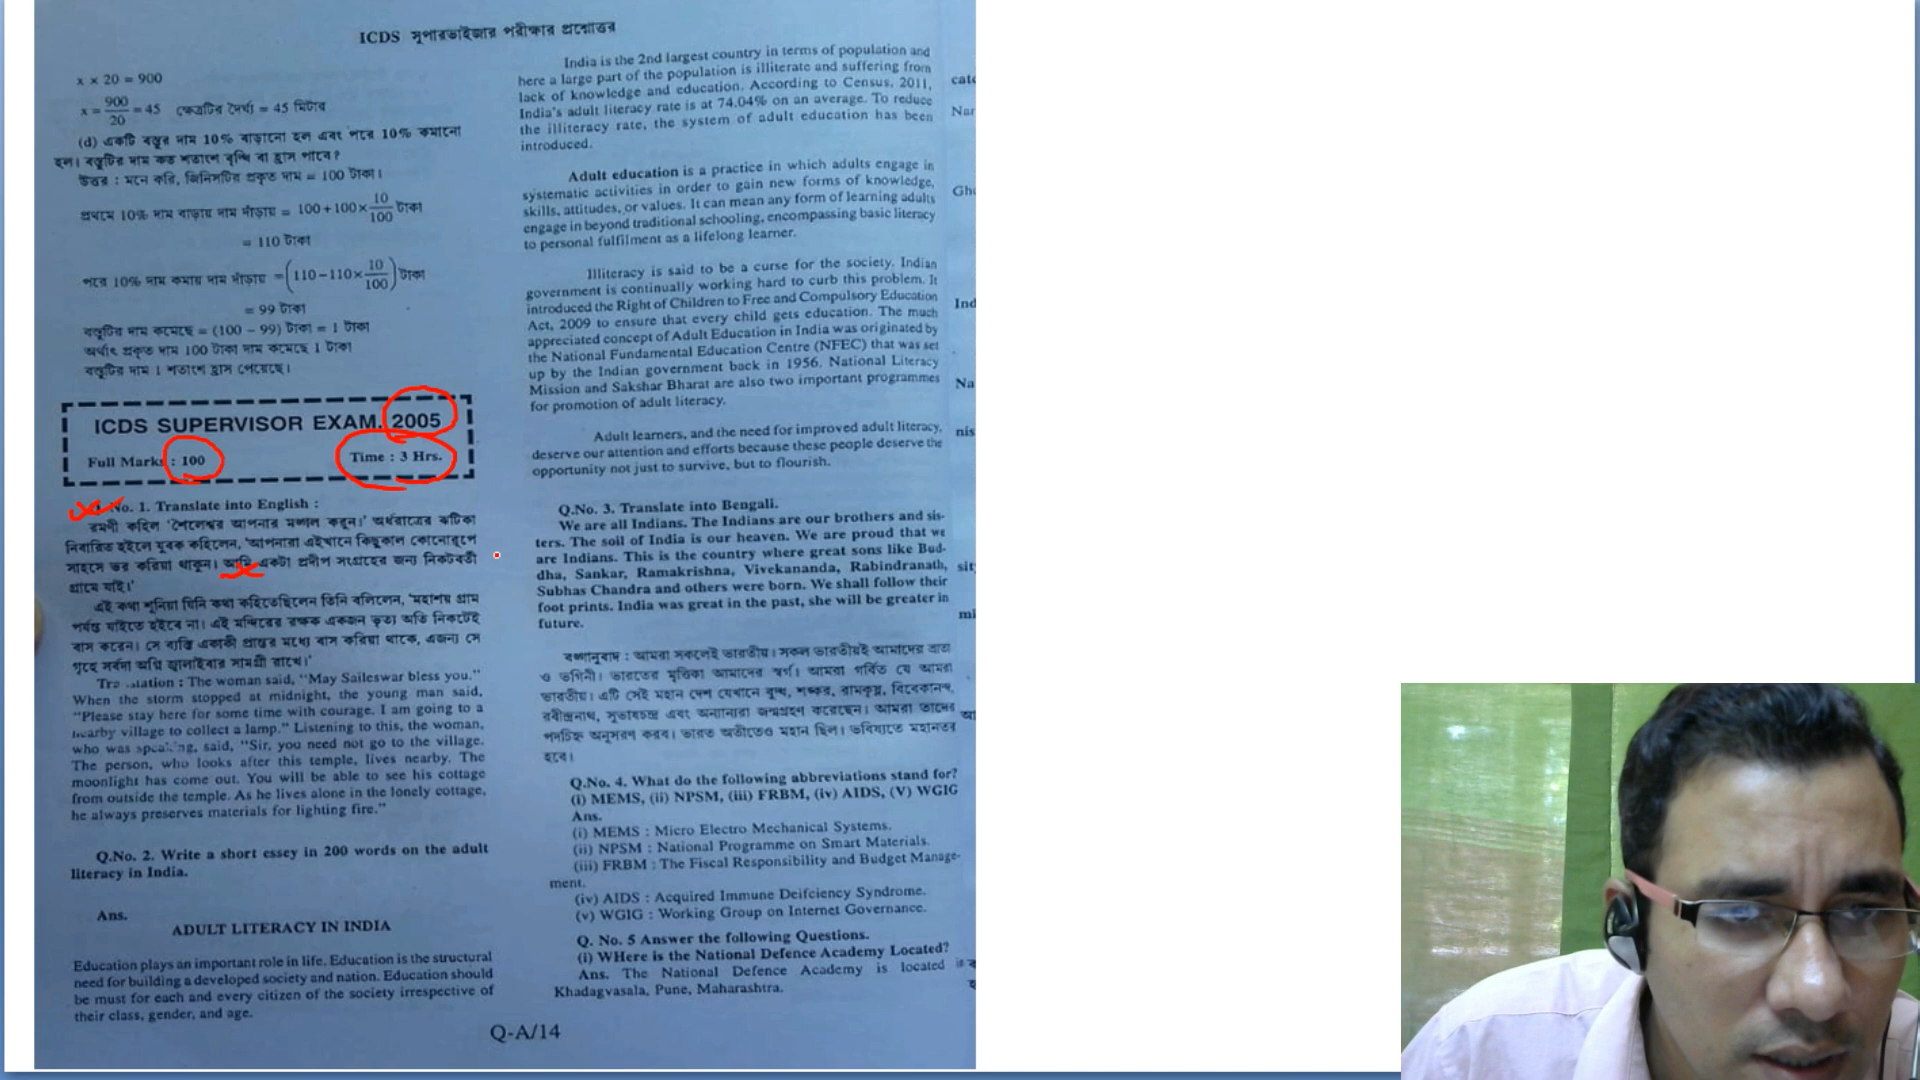 ICDS সুপারভাইজার পরীক্ষার প্রশ্নোত্তর
x × 20 = 900
x = 900/20 = 45 ক্ষেত্রটির দৈর্ঘ্য = 45 মিটার
(d) একটি বস্তুর দাম 10% বাড়ানো হল এবং পরে 10% কমানো
হল। বস্তুটির দাম কত শতাংশ বৃদ্ধি বা হ্রাস পাবে?
উত্তর : মনে করি, জিনিসটির প্রকৃত দাম = 100 টাকা।
প্রথমে 10% দাম বাড়ায় দাম দাঁড়ায় = 100+100×10/100 টাকা
= 110 টাকা
পরে 10% দাম কমায় দাম দাঁড়ায় =(110−110×10/100) টাকা
= 99 টাকা
বস্তুটির দাম কমেছে = (100 − 99) টাকা = 1 টাকা
অর্থাৎ প্রকৃত দাম 100 টাকা দাম কমেছে 1 টাকা
বস্তুটির দাম 1 শতাংশ হ্রাস পেয়েছে।
ICDS SUPERVISOR EXAM. 2005
Full Marks : 100 Time : 3 Hrs.
No. 1. Translate into English :
রমণী কহিল 'শৈলেশ্বর আপনার মঙ্গল করুন।' অর্ধরাত্রের ঝটিকা
নিবারিত হইলে যুবক কহিলেন, 'আপনারা এইখানে কিছুকাল কোনোরূপে
সাহসে ভর করিয়া থাকুন। আমি একটা প্রদীপ সংগ্রহের জন্য নিকটবর্তী
গ্রামে যাই।'
এই কথা শুনিয়া যিনি কথা কহিতেছিলেন তিনি বলিলেন, 'মহাশয় গ্রাম
পর্যন্ত যাইতে হইবে না। এই মন্দিরের রক্ষক একজন ভৃত্য অতি নিকটেই
বাস করেন। সে ব্যক্তি একাকী প্রান্তর মধ্যে বাস করিয়া থাকে, এজন্য সে
গৃহে সর্বদা অগ্নি জ্বালাইবার সামগ্রী রাখে।'
Translation : The woman said, "May Saileswar bless you."
When the storm stopped at midnight, the young man said,
"Please stay here for some time with courage. I am going to a
nearby village to collect a lamp." Listening to this, the woman,
who was speaking, said, "Sir, you need not go to the village.
The person, who looks after this temple, lives nearby. The
moonlight has come out. You will be able to see his cottage
from outside the temple. As he lives alone in the lonely cottage,
he always preserves materials for lighting fire."
Q.No. 2. Write a short essey in 200 words on the adult
literacy in India.
Ans.
ADULT LITERACY IN INDIA
Education plays an important role in life. Education is the structural
need for building a developed society and nation. Education should
be must for each and every citizen of the society irrespective of
their class, gender, and age.
India is the 2nd largest country in terms of population and
here a large part of the population is illiterate and suffering from
lack of knowledge and education. According to Census, 2011,
India's adult literacy rate is at 74.04% on an average. To reduce
the illiteracy rate, the system of adult education has been
introduced.
Adult education is a practice in which adults engage in
systematic activities in order to gain new forms of knowledge,
skills, attitudes, or values. It can mean any form of learning adults
engage in beyond traditional schooling, encompassing basic literacy
to personal fulfilment as a lifelong learner.
Illiteracy is said to be a curse for the society. Indian
government is continually working hard to curb this problem. It
introduced the Right of Children to Free and Compulsory Education
Act, 2009 to ensure that every child gets education. The much
appreciated concept of Adult Education in India was originated by
the National Fundamental Education Centre (NFEC) that was set
up by the Indian government back in 1956. National Literacy
Mission and Sakshar Bharat are also two important programmes
for promotion of adult literacy.
Adult learners, and the need for improved adult literacy,
deserve our attention and efforts because these people deserve the
opportunity not just to survive, but to flourish.
Q.No. 3. Translate into Bengali.
We are all Indians. The Indians are our brothers and sis-
ters. The soil of India is our heaven. We are proud that we
are Indians. This is the country where great sons like Bud-
dha, Sankar, Ramakrishna, Vivekananda, Rabindranath,
Subhas Chandra and others were born. We shall follow their
foot prints. India was great in the past, she will be greater in
future.
বঙ্গানুবাদ : আমরা সকলেই ভারতীয়। সকল ভারতীয়ই আমাদের ভ্রাতা
ও ভগিনী। ভারতের মৃত্তিকা আমাদের স্বর্গ। আমরা গর্বিত যে আমরা
ভারতীয়। এটি সেই মহান দেশ যেখানে বুদ্ধ, শঙ্কর, রামকৃষ্ণ, বিবেকানন্দ,
রবীন্দ্রনাথ, সুভাষচন্দ্র এবং অন্যান্যরা জন্মগ্রহণ করেছেন। আমরা তাদের
পদচিহ্ন অনুসরণ করব। ভারত অতীতেও মহান ছিল। ভবিষ্যতে মহানতর
হবে।
Q.No. 4. What do the following abbreviations stand for?
(i) MEMS, (ii) NPSM, (iii) FRBM, (iv) AIDS, (V) WGIG
Ans.
(i) MEMS : Micro Electro Mechanical Systems.
(ii) NPSM : National Programme on Smart Materials.
(iii) FRBM : The Fiscal Responsibility and Budget Manage-
ment.
(iv) AIDS : Acquired Immune Deifciency Syndrome.
(v) WGIG : Working Group on Internet Governance.
Q. No. 5 Answer the following Questions.
(i) WHere is the National Defence Academy Located?
Ans. The National Defence Academy is located is
Khadagvasala, Pune, Maharashtra.
Q-A/14